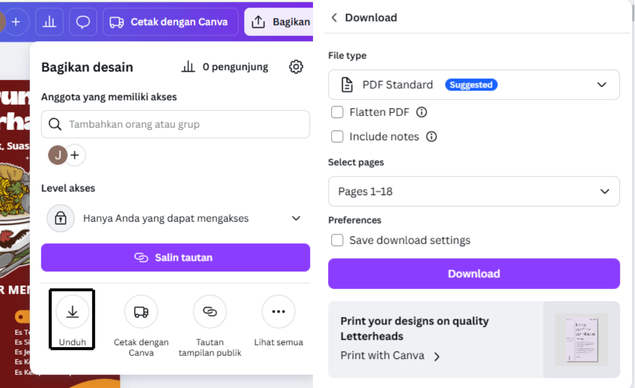 Cetak dengan Canva
Bagikan
Bagikan desain
0 pengunjung
Anggota yang memiliki akses
Tambahkan orang atau grup
J
Level akses
Hanya Anda yang dapat mengakses
Salin tautan
Unduh
Cetak dengan
Canva
Tautan
tampilan publik
Lihat semua
Download
File type
PDF Standard
Suggested
Flatten PDF
Include notes
Select pages
Pages 1–18
Preferences
Save download settings
Download
Print your designs on quality
Letterheads
Print with Canva